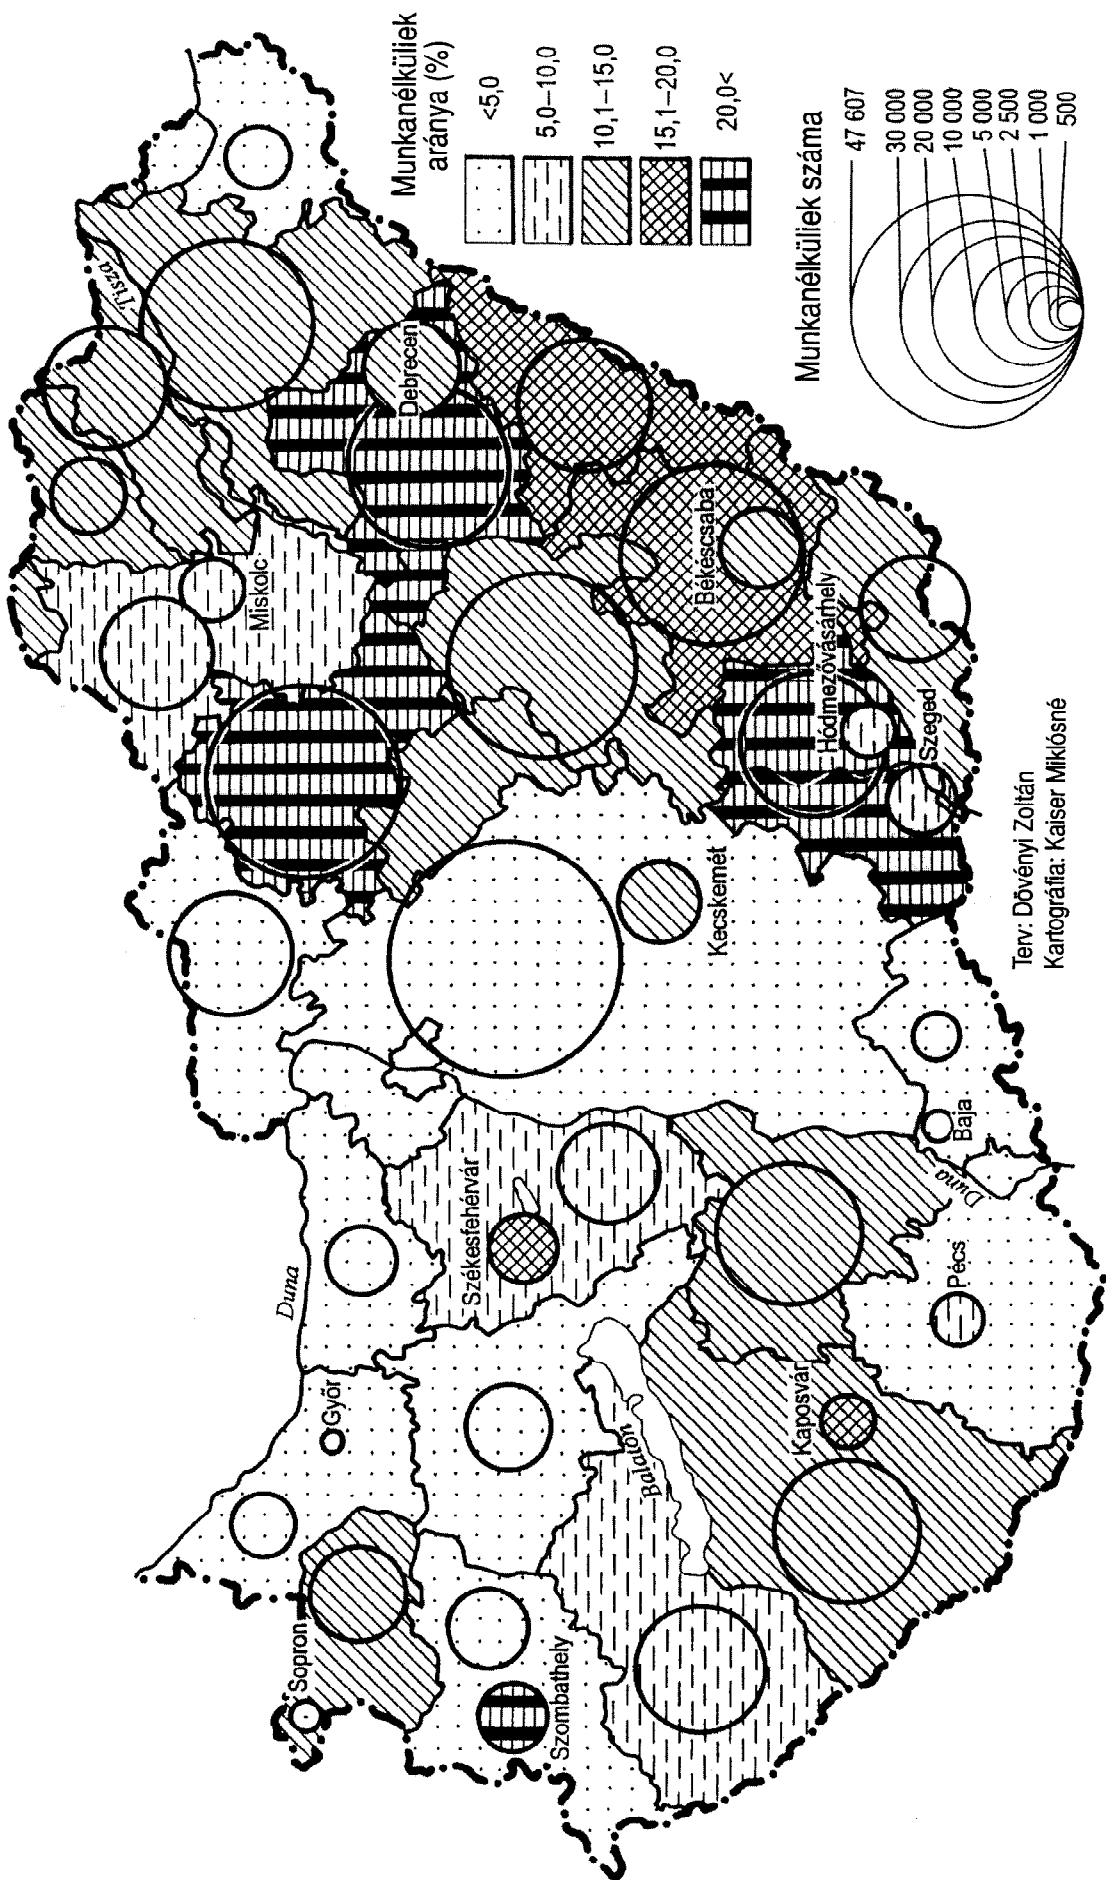 Munkanélküliek
aránya (%)
<5,0
5,0–10,0
10,1–15,0
15,1–20,0
20,0<
Munkanélküliek száma
47 607
30 000
20 000
10 000
5 000
2 500
1 000
500
Sopron
Szombathely
Győr
Duna
Balaton
Kaposvár
Székesfehérvár
Pécs
Duna
Baja
Kecskemét
Miskolc
Tisza
Debrecen
Békéscsaba
Hódmezővásárhely
Szeged
Terv: Dövényi Zoltán
Kartográfia: Kaiser Miklósné